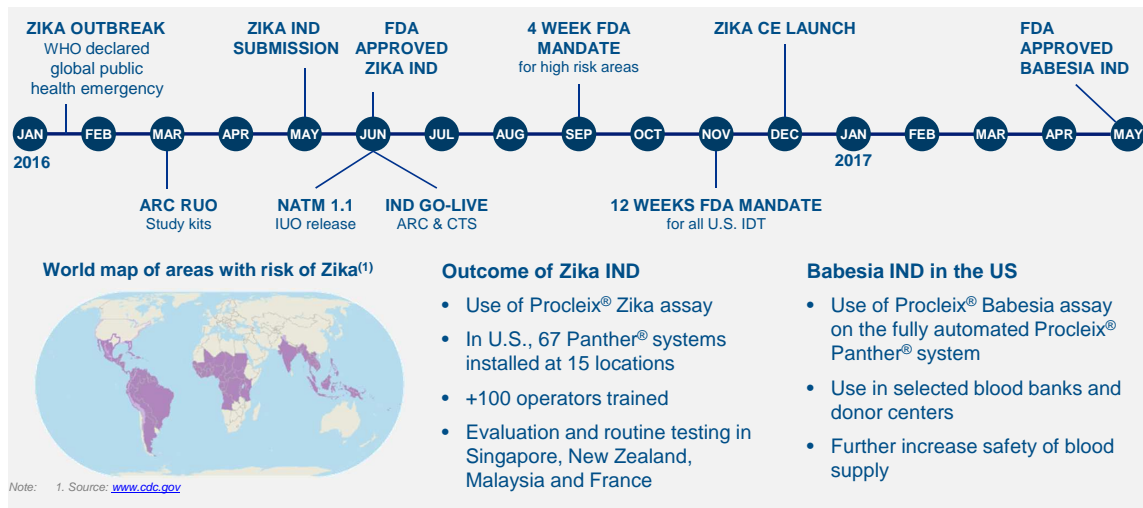 ZIKA OUTBREAK
WHO declared
global public
health emergency
ZIKA IND
SUBMISSION
FDA
APPROVED
ZIKA IND
4 WEEK FDA
MANDATE
for high risk areas
ZIKA CE LAUNCH
FDA
APPROVED
BABESIA IND
JAN FEB MAR APR MAY JUN JUL AUG SEP OCT NOV DEC JAN FEB MAR APR MAY
2016 2017
ARC RUO
Study kits
NATM 1.1
IUO release
IND GO-LIVE
ARC & CTS
12 WEEKS FDA MANDATE
for all U.S. IDT
World map of areas with risk of Zika(1)
Note: 1. Source: www.cdc.gov
Outcome of Zika IND
• Use of Procleix® Zika assay
• In U.S., 67 Panther® systems
installed at 15 locations
• +100 operators trained
• Evaluation and routine testing in
Singapore, New Zealand,
Malaysia and France
Babesia IND in the US
• Use of Procleix® Babesia assay
on the fully automated Procleix®
Panther® system
• Use in selected blood banks and
donor centers
• Further increase safety of blood
supply